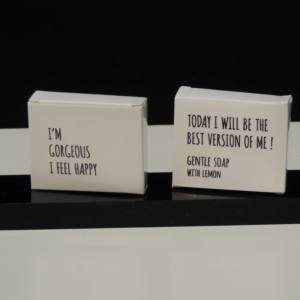 I'M
GORGEOUS
I FEEL HAPPY
TODAY I WILL BE THE
BEST VERSION OF ME !
GENTLE SOAP
WITH LEMON